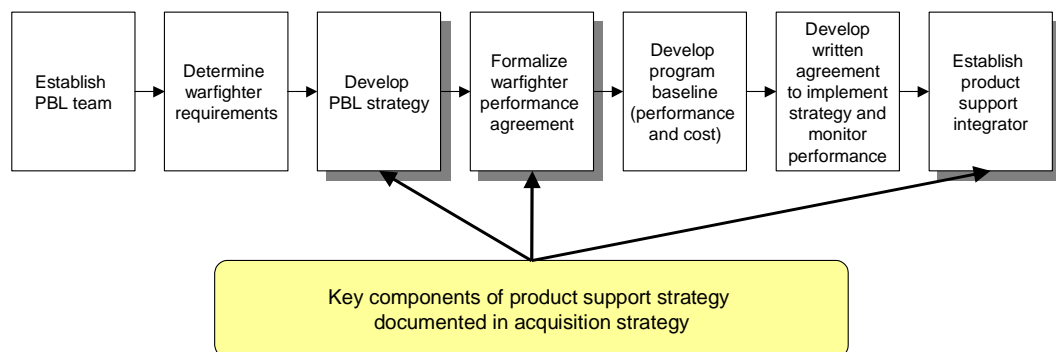 Establish
PBL team
Determine
warfighter
requirements
Develop
PBL strategy
Formalize
warfighter
performance
agreement
Develop
program
baseline
(performance
and cost)
Develop
written
agreement
to implement
strategy and
monitor
performance
Establish
product
support
integrator
Key components of product support strategy
documented in acquisition strategy